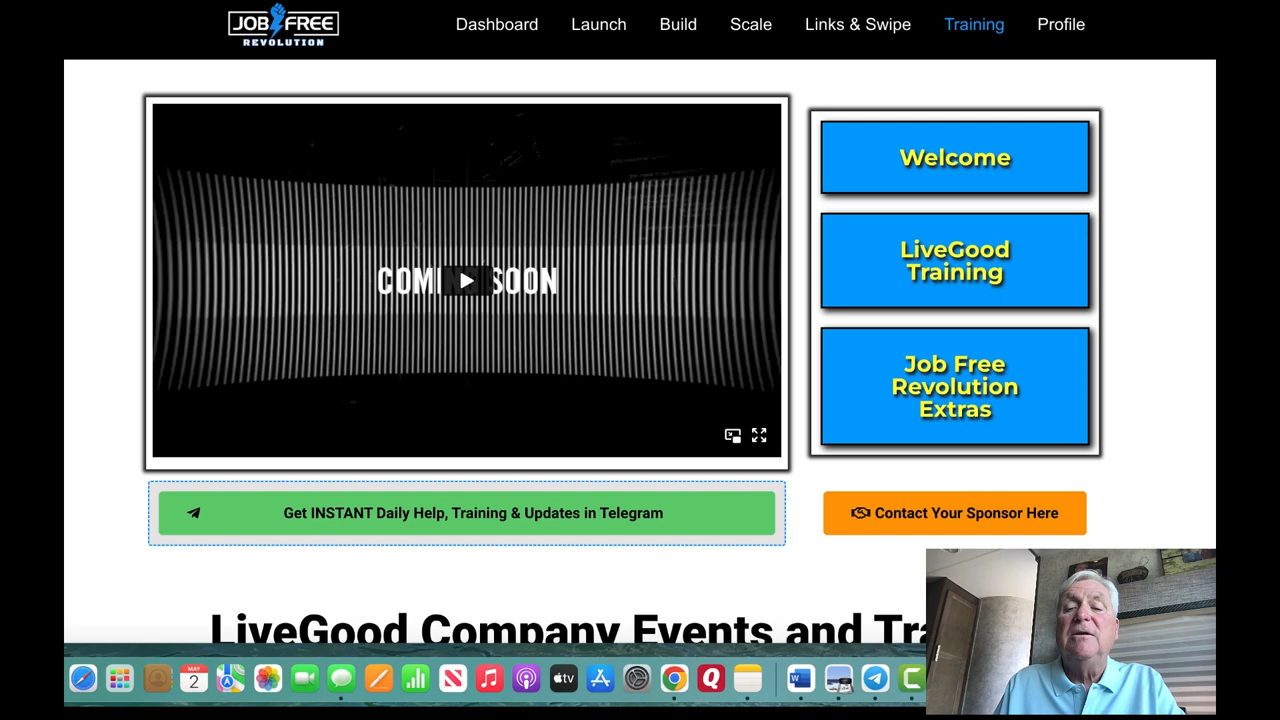 JOB FREE
REVOLUTION
Dashboard Launch Build Scale Links & Swipe Training Profile
COMING SOON
Welcome
LiveGood
Training
Job Free
Revolution
Extras
Get INSTANT Daily Help, Training & Updates in Telegram
Contact Your Sponsor Here
LiveGood Company Events and Tra
MAY
2
tv